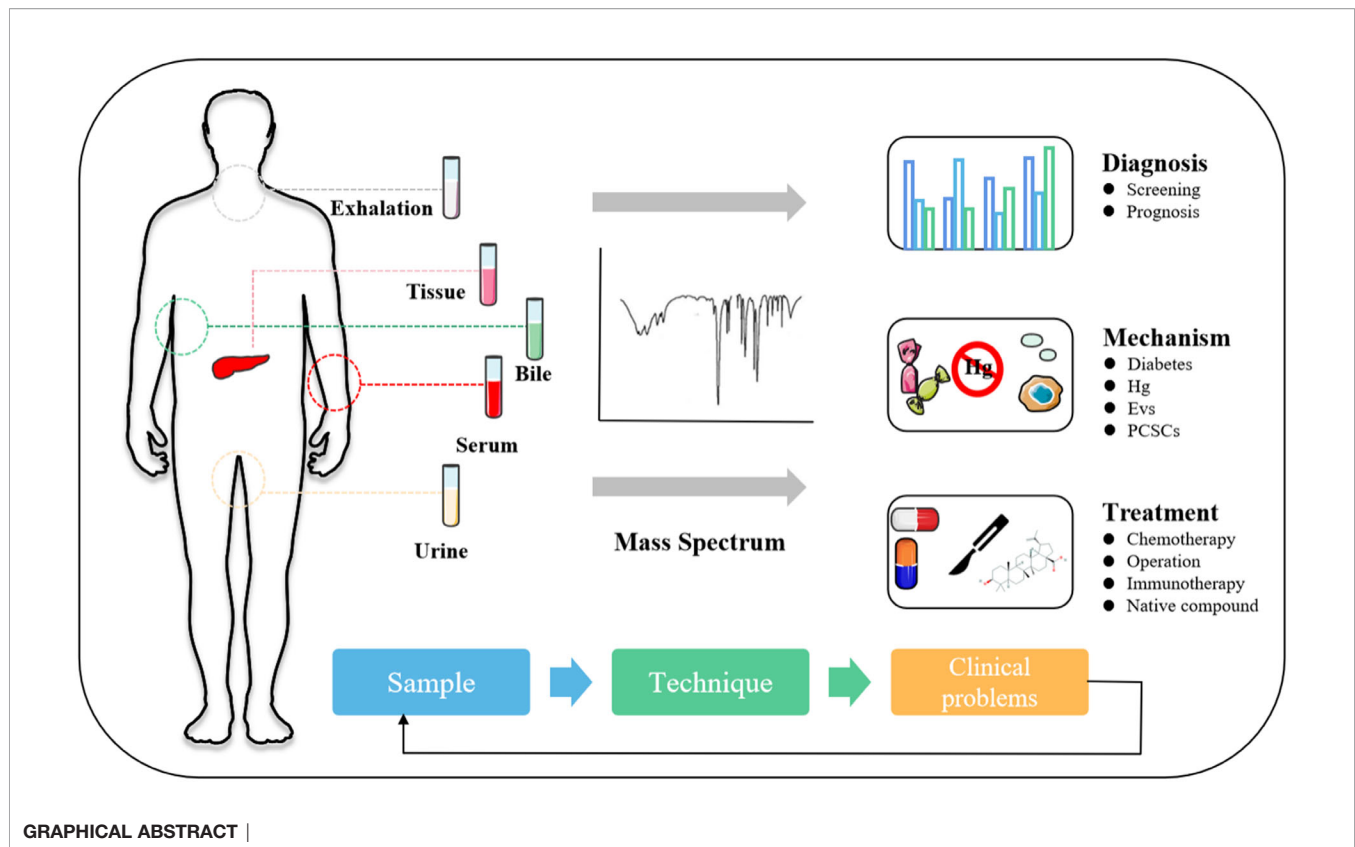 Exhalation
Tissue
Bile
Serum
Urine
Mass Spectrum
Diagnosis
● Screening
● Prognosis
Hg
Mechanism
● Diabetes
● Hg
● Evs
● PCSCs
Treatment
● Chemotherapy
● Operation
● Immunotherapy
● Native compound
Sample
Technique
Clinical
problems
GRAPHICAL ABSTRACT |